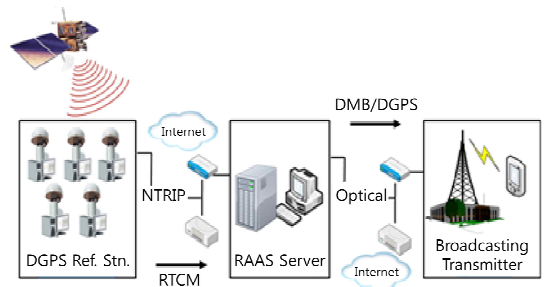 DMB/DGPS
Internet
NTRIP
Optical
DGPS Ref. Stn.
RAAS Server
Broadcasting
Transmitter
RTCM
Internet